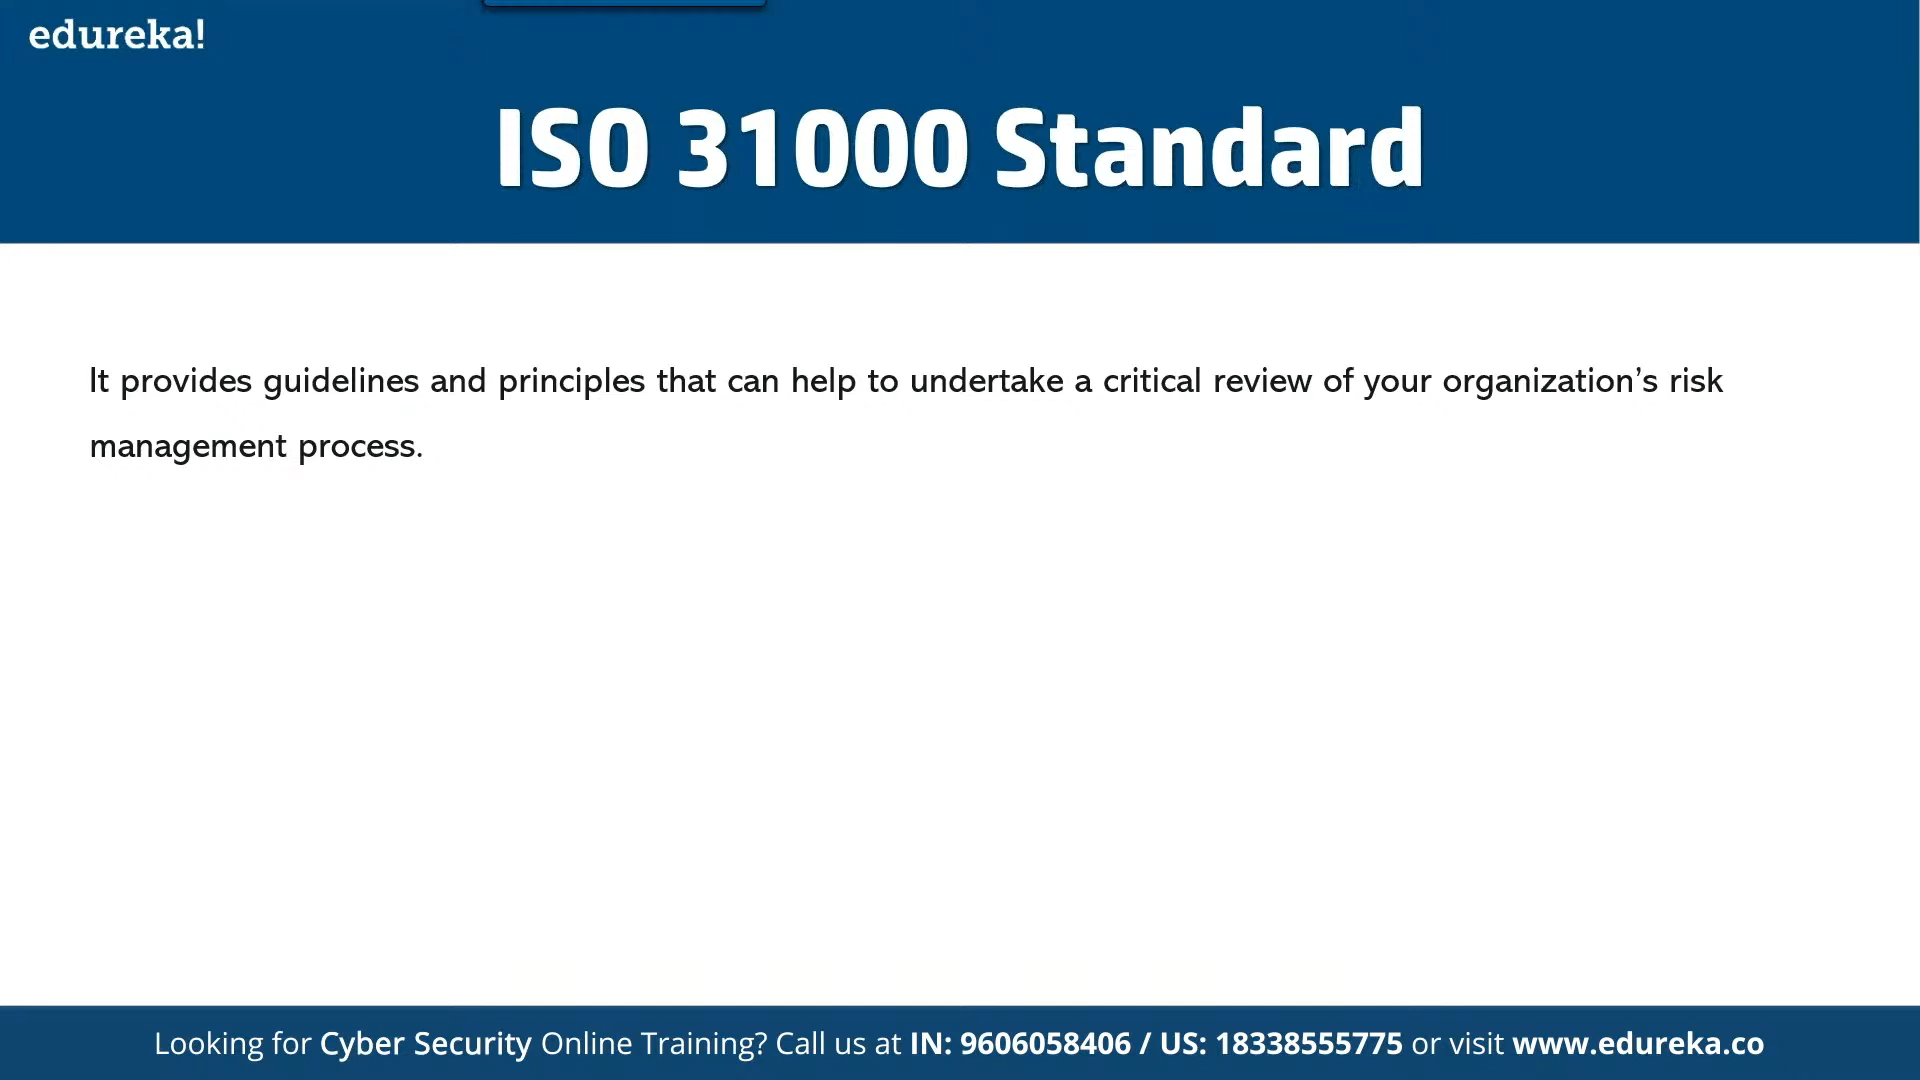 edureka!
ISO 31000 Standard
It provides guidelines and principles that can help to undertake a critical review of your organization’s risk
management process.
Looking for Cyber Security Online Training? Call us at IN: 9606058406 / US: 18338555775 or visit www.edureka.co